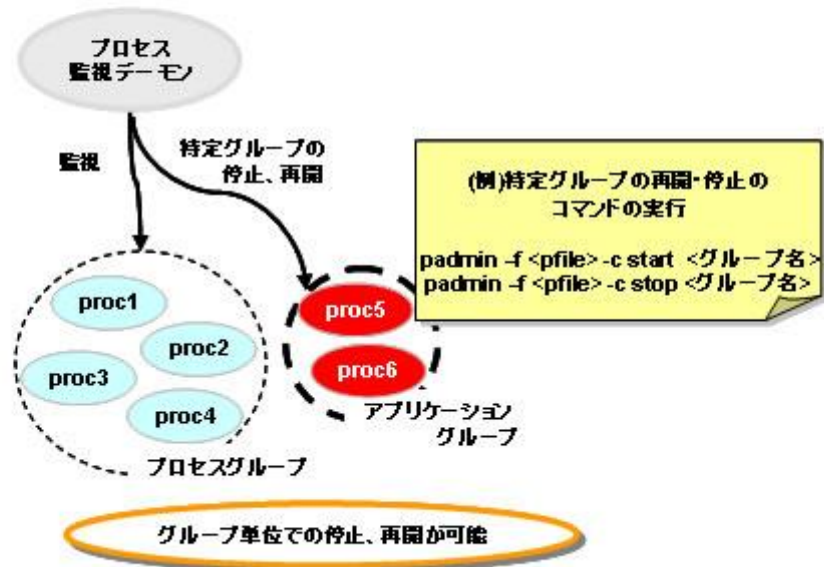 プロセス
監視デーモン
監視
特定グループの
停止、再開
(例)特定グループの再開・停止の
コマンドの実行
padmin -f <pfile> -c start <グループ名>
padmin -f <pfile> -c stop <グループ名>
proc1
proc2
proc3
proc4
プロセスグループ
proc5
proc6
アプリケーション
グループ
グループ単位での停止、再開が可能